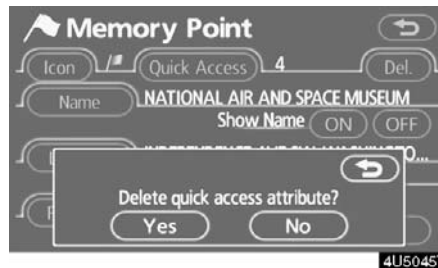 Memory Point
Icon Quick Access 4 Del.
Name NATIONAL AIR AND SPACE MUSEUM
Show Name ON OFF
Delete quick access attribute?
Yes No
4U5045